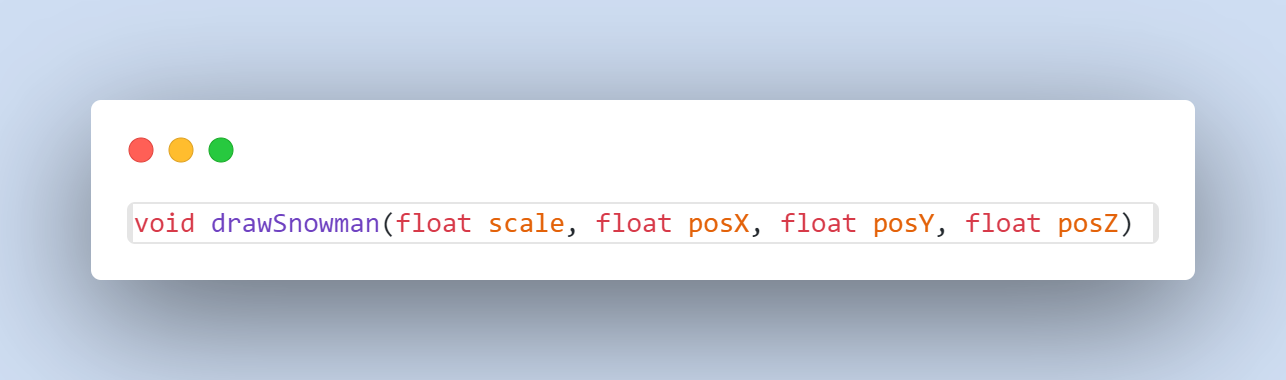 void drawSnowman(float scale, float posX, float posY, float posZ)